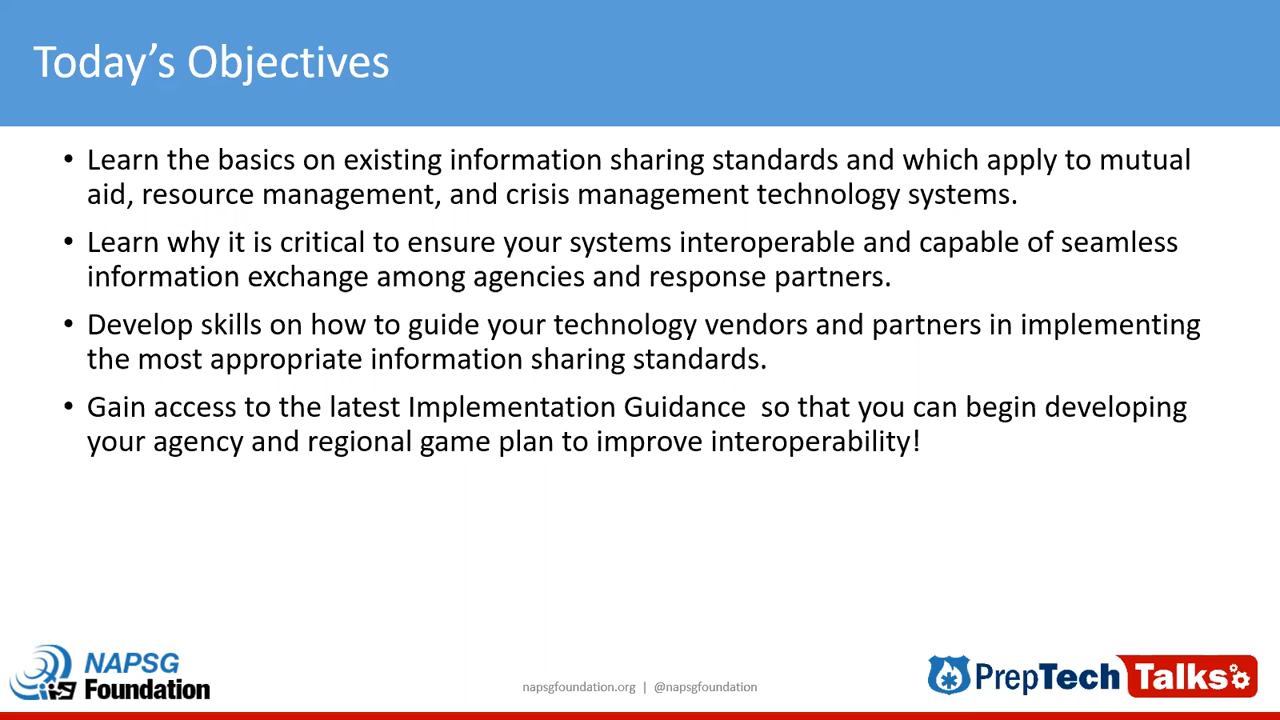 Today’s Objectives
• Learn the basics on existing information sharing standards and which apply to mutual
aid, resource management, and crisis management technology systems.
• Learn why it is critical to ensure your systems interoperable and capable of seamless
information exchange among agencies and response partners.
• Develop skills on how to guide your technology vendors and partners in implementing
the most appropriate information sharing standards.
• Gain access to the latest Implementation Guidance  so that you can begin developing
your agency and regional game plan to improve interoperability!
NAPSG
Foundation
napsgfoundation.org | @napsgfoundation
PrepTech Talks